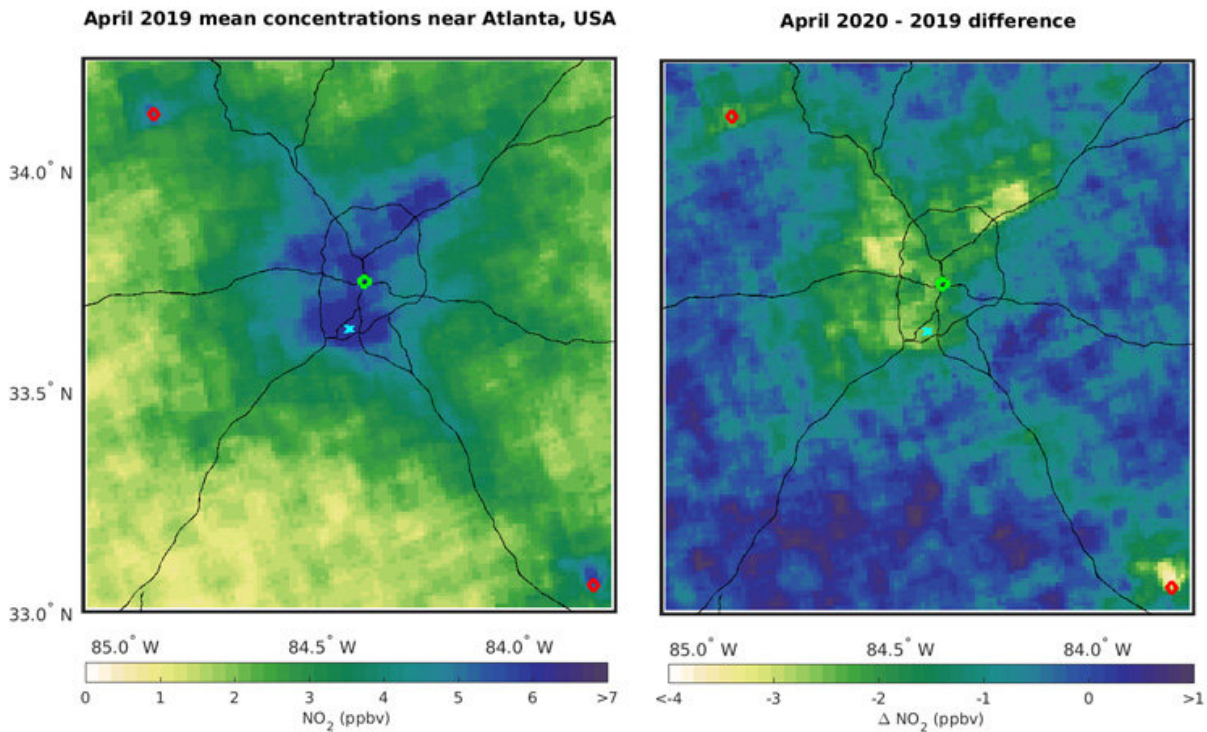 April 2019 mean concentrations near Atlanta, USA
April 2020 - 2019 difference
34.0° N
33.5° N
33.0° N
85.0° W 84.5° W 84.0° W
85.0° W 84.5° W 84.0° W
0 1 2 3 4 5 6 >7
NO2 (ppbv)
<-4 -3 -2 -1 0 >1
Δ NO2 (ppbv)